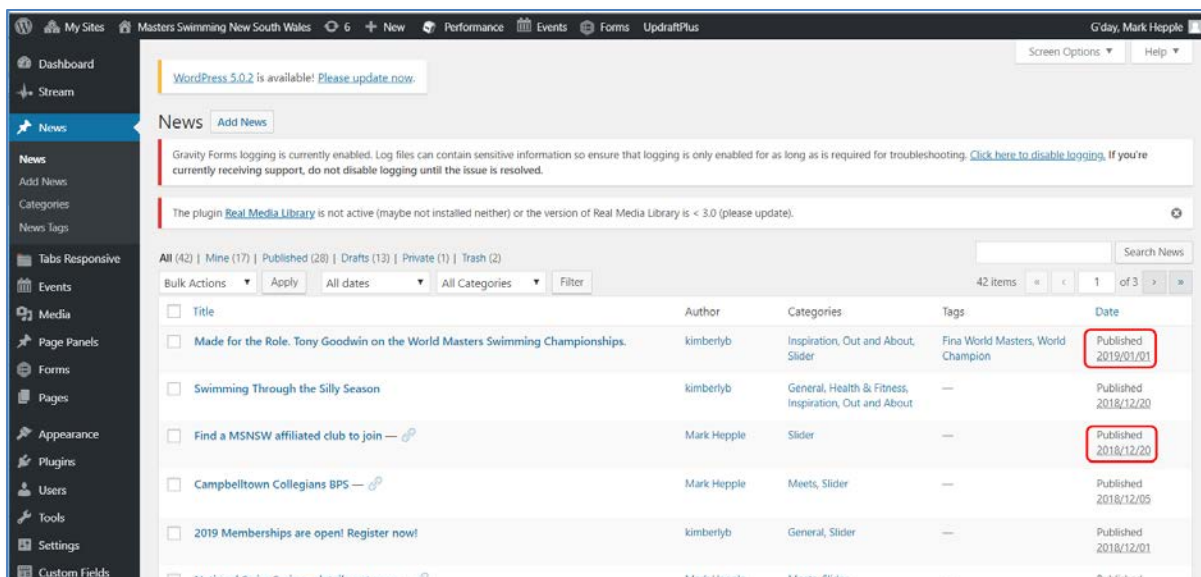 My Sites Masters Swimming New South Wales 6 New Performance Events Forms UpdraftPlus G'day, Mark Hepple
Screen Options ▼ Help ▼
Dashboard
Stream
News
News
Add News
Categories
News Tags
Tabs Responsive
Events
Media
Page Panels
Forms
Pages
Appearance
Plugins
Users
Tools
Settings
Custom Fields
WordPress 5.0.2 is available! Please update now.
News Add News
Gravity Forms logging is currently enabled. Log files can contain sensitive information so ensure that logging is only enabled for as long as is required for troubleshooting. Click here to disable logging. If you're
currently receiving support, do not disable logging until the issue is resolved.
The plugin Real Media Library is not active (maybe not installed neither) or the version of Real Media Library is < 3.0 (please update).
All (42) | Mine (17) | Published (28) | Drafts (13) | Private (1) | Trash (2)
Search News
Bulk Actions ▼ Apply All dates ▼ All Categories ▼ Filter 42 items « ‹ 1 of 3 › »
Title Author Categories Tags Date
Made for the Role. Tony Goodwin on the World Masters Swimming Championships. kimberlyb Inspiration, Out and About, Fina World Masters, World Published
Slider Champion 2019/01/01
Swimming Through the Silly Season kimberlyb General, Health & Fitness, — Published
Inspiration, Out and About 2018/12/20
Find a MSNSW affiliated club to join — Mark Hepple Slider — Published
2018/12/20
Campbelltown Collegians BPS — Mark Hepple Meets, Slider — Published
2018/12/05
2019 Memberships are open! Register now! kimberlyb General, Slider — Published
2018/12/01